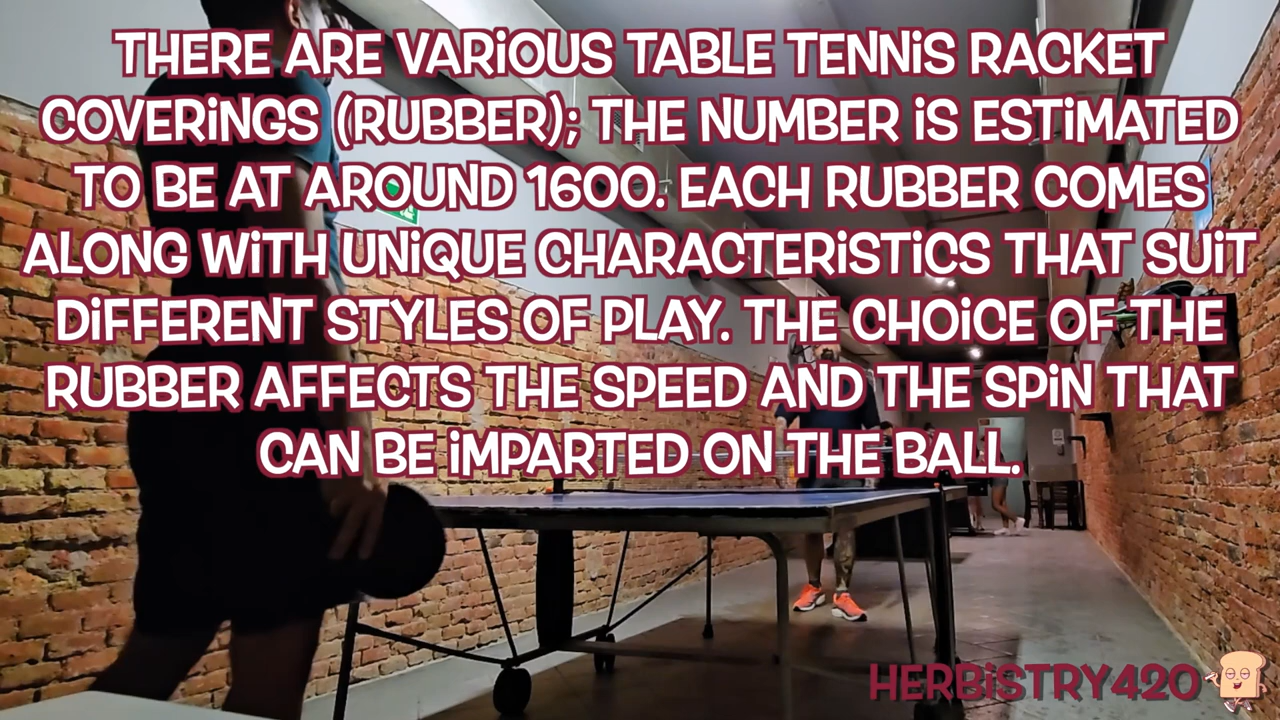 THERE ARE VARIOUS TABLE TENNIS RACKET
COVERINGS (RUBBER); THE NUMBER IS ESTIMATED
TO BE AT AROUND 1600. EACH RUBBER COMES
ALONG WITH UNIQUE CHARACTERISTICS THAT SUIT
DIFFERENT STYLES OF PLAY. THE CHOICE OF THE
RUBBER AFFECTS THE SPEED AND THE SPIN THAT
CAN BE IMPARTED ON THE BALL.
HERBISTRY420